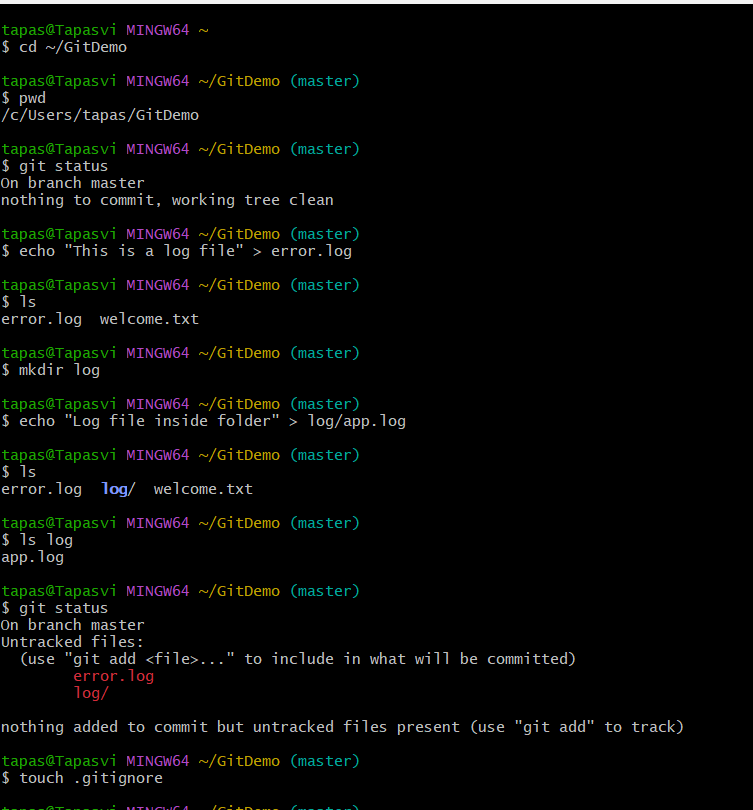 tapas@Tapasvi MINGW64 ~
$ cd ~/GitDemo
tapas@Tapasvi MINGW64 ~/GitDemo (master)
$ pwd
/c/Users/tapas/GitDemo
tapas@Tapasvi MINGW64 ~/GitDemo (master)
$ git status
On branch master
nothing to commit, working tree clean
tapas@Tapasvi MINGW64 ~/GitDemo (master)
$ echo "This is a log file" > error.log
tapas@Tapasvi MINGW64 ~/GitDemo (master)
$ ls
error.log  welcome.txt
tapas@Tapasvi MINGW64 ~/GitDemo (master)
$ mkdir log
tapas@Tapasvi MINGW64 ~/GitDemo (master)
$ echo "Log file inside folder" > log/app.log
tapas@Tapasvi MINGW64 ~/GitDemo (master)
$ ls
error.log  log/  welcome.txt
tapas@Tapasvi MINGW64 ~/GitDemo (master)
$ ls log
app.log
tapas@Tapasvi MINGW64 ~/GitDemo (master)
$ git status
On branch master
Untracked files:
  (use "git add <file>..." to include in what will be committed)
        error.log
        log/
nothing added to commit but untracked files present (use "git add" to track)
tapas@Tapasvi MINGW64 ~/GitDemo (master)
$ touch .gitignore